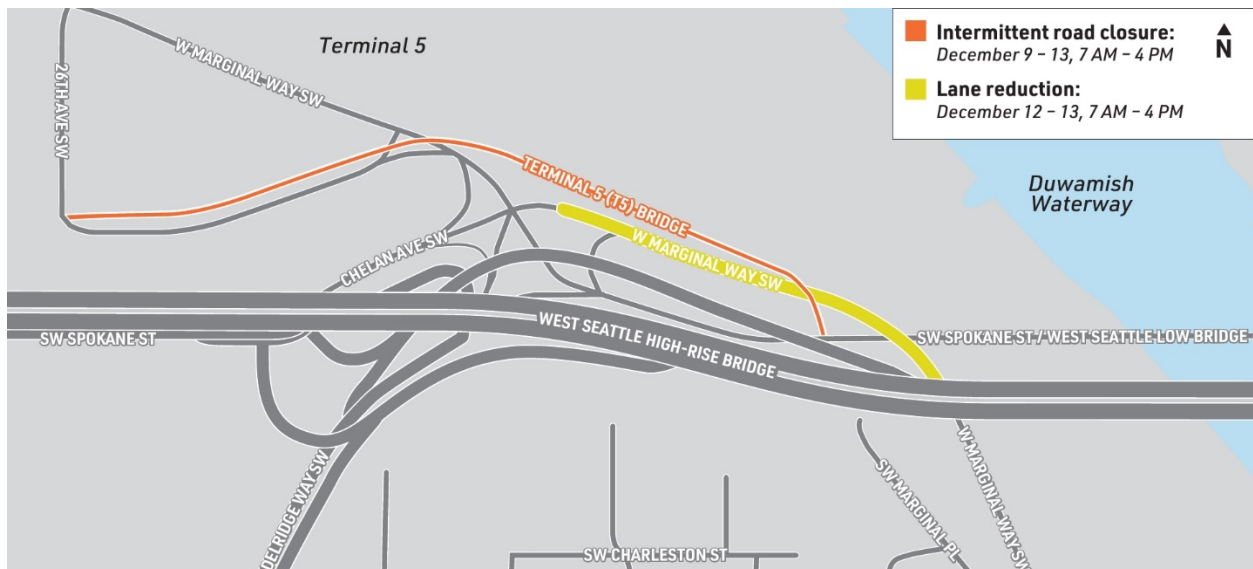 Terminal 5
Intermittent road closure:
December 9 – 13, 7 AM – 4 PM
N
Lane reduction:
December 12 – 13, 7 AM – 4 PM
W MARGINAL WAY SW
26TH AVE SW
TERMINAL 5 (T5) BRIDGE
Duwamish
Waterway
W MARGINAL WAY SW
CHELAN AVE SW
SW SPOKANE ST
WEST SEATTLE HIGH-RISE BRIDGE
SW SPOKANE ST / WEST SEATTLE LOW BRIDGE
DELRIDGE WAY SW
SW MARGINAL PL
W MARGINAL WAY SW
SW CHARLESTON ST